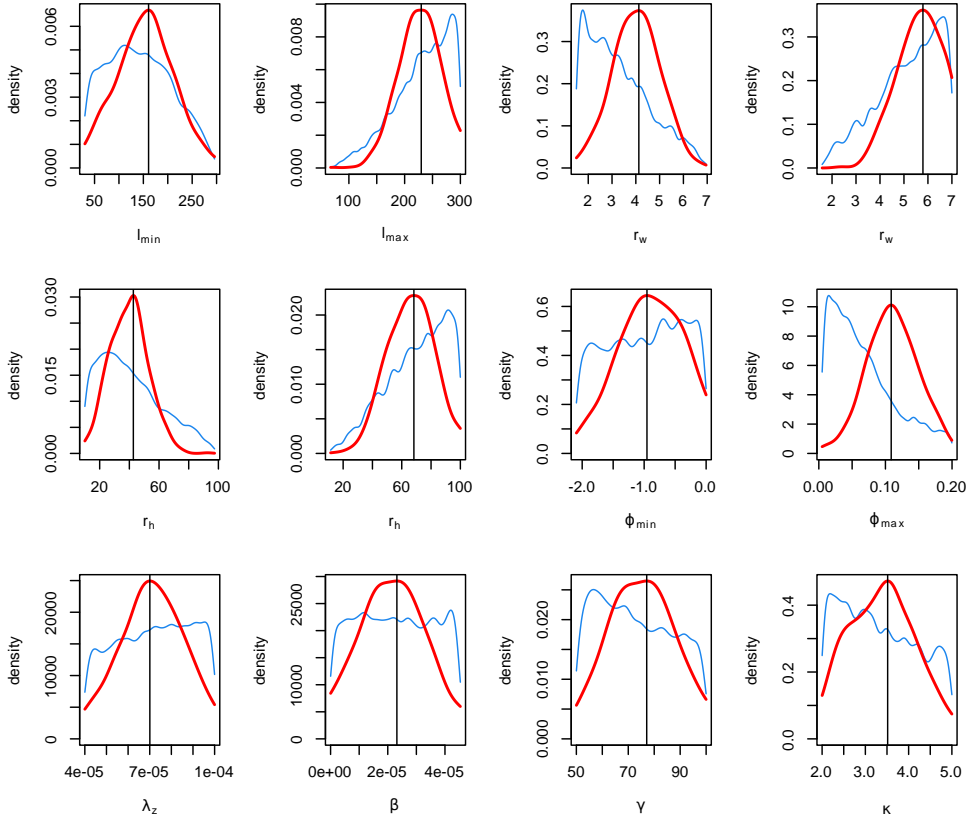 density
0.000 0.003 0.006
50 150 250
l_min
density
0.000 0.004 0.008
100 200 300
l_max
density
0.0 0.1 0.2 0.3
2 3 4 5 6 7
r_w
density
0.0 0.1 0.2 0.3
2 3 4 5 6 7
r_w
density
0.000 0.015 0.030
20 60 100
r_h
density
0.000 0.010 0.020
20 60 100
r_h
density
0.0 0.2 0.4 0.6
-2.0 -1.0 0.0
ϕ_min
density
0 2 4 6 8 10
0.00 0.10 0.20
ϕ_max
density
0 10000 20000
4e-05 7e-05 1e-04
λ_z
density
0 10000 25000
0e+00 2e-05 4e-05
β
density
0.000 0.010 0.020
50 70 90
γ
density
0.0 0.2 0.4
2.0 3.0 4.0 5.0
κ